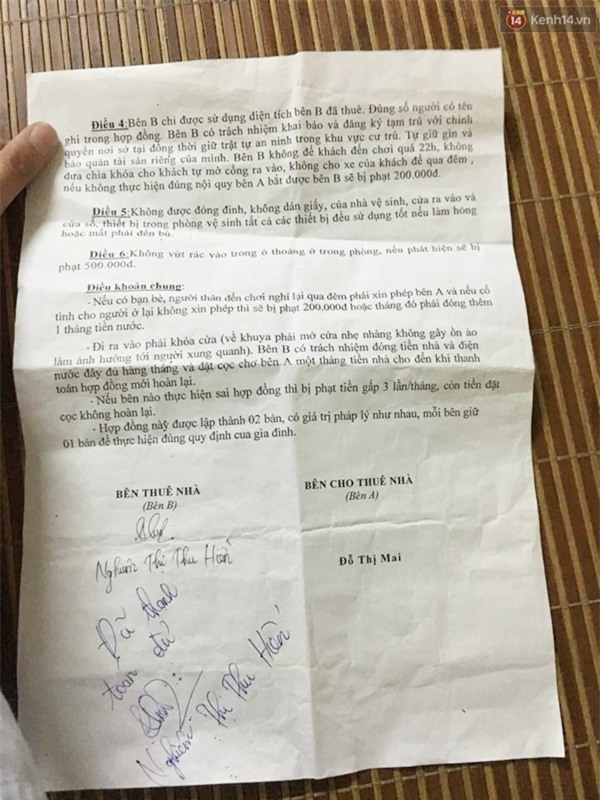 14 Kenh14.vn
Điều 4:Bên B chỉ được sử dụng diện tích bên B đã thuê. Đúng số người có tên
ghi trong hợp đồng. Bên B có trách nhiệm khai báo và đăng ký tạm trú với chính
quyền nơi sở tại đồng thời giữ trật tự an ninh trong khu vực cư trú. Tự giữ gìn và
bảo quản tài sản riêng của mình. Bên B không để khách đến chơi quá 22h, không
đưa chìa khóa cho khách tự mở cổng ra vào, không cho xe của khách để qua đêm ,
nếu không thực hiện đúng nội quy bên A bắt được bên B sẽ bị phạt 200.000đ.
Điều 5:Không được đóng đinh, không dán giấy, của nhà vệ sinh, cửa ra vào và
cửa sổ, thiết bị trong phòng vệ sinh tất cả các thiết bị đều sử dụng tốt nếu làm hỏng
hoặc mất phải đền bù.
Điều 6:Không vứt rác vào trong ô thoáng ở trong phòng, nếu phát hiện sẽ bị
phạt 500.000đ.
Điều khoản chung:
- Nếu có bạn bè, người thân đến chơi nghỉ lại qua đêm phải xin phép bên A và nếu cố
tình cho người ở lại không xin phép thì sẽ bị phạt 200.000đ hoặc tháng đó phải đóng thêm
1 tháng tiền nước.
- Đi ra vào phải khóa cửa (về khuya phải mở cửa nhẹ nhàng không gây ồn ào
làm ảnh hưởng tới người xung quanh). Bên B có trách nhiệm đóng tiền nhà và điện
nước đầy đủ hàng tháng và đặt cọc cho bên A một tháng tiền nhà cho đến khi thanh
toán hợp đồng mới hoàn lại.
- Nếu bên nào thực hiện sai hợp đồng thì bị phạt tiền gấp 3 lần/tháng, còn tiền đặt
cọc không hoàn lại.
- Hợp đồng nàỳ được lập thành 02 bản, có giá trị pháp lý như nhau, mỗi bên giữ
01 bản để thực hiện đúng quy định cua gia đình.
BÊN THUÊ NHÀ
(Bên B)
BÊN CHO THUÊ NHÀ
(Bên A)
Nghiêm Thị Thu Hiền
Đỗ Thị Mai
Đã thanh
toán đủ
Nghiêm Thị Thu Hiền